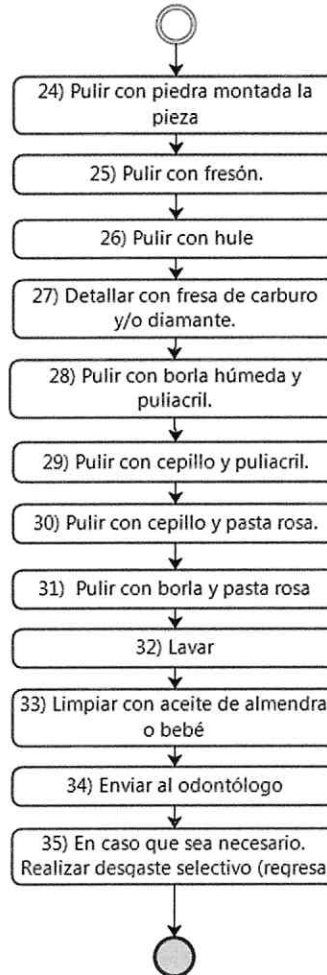 24) Pulir con piedra montada la
pieza
25) Pulir con fresón.
26) Pulir con hule
27) Detallar con fresa de carburo
y/o diamante.
28) Pulir con borla húmeda y
puliacril.
29) Pulir con cepillo y puliacril.
30) Pulir con cepillo y pasta rosa.
31) Pulir con borla y pasta rosa
32) Lavar
33) Limpiar con aceite de almendra
o bebé
34) Enviar al odontólogo
35) En caso que sea necesario.
Realizar desgaste selectivo (regresa